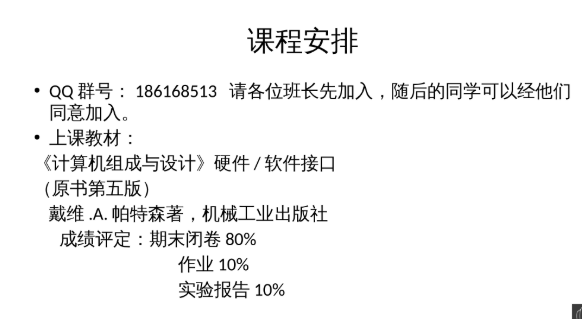 课程安排
• QQ 群号： 186168513 请各位班长先加入，随后的同学可以经他们
同意加入。
• 上课教材：
《计算机组成与设计》硬件 / 软件接口
（原书第五版）
戴维 .A. 帕特森著，机械工业出版社
成绩评定：期末闭卷 80%
作业 10%
实验报告 10%